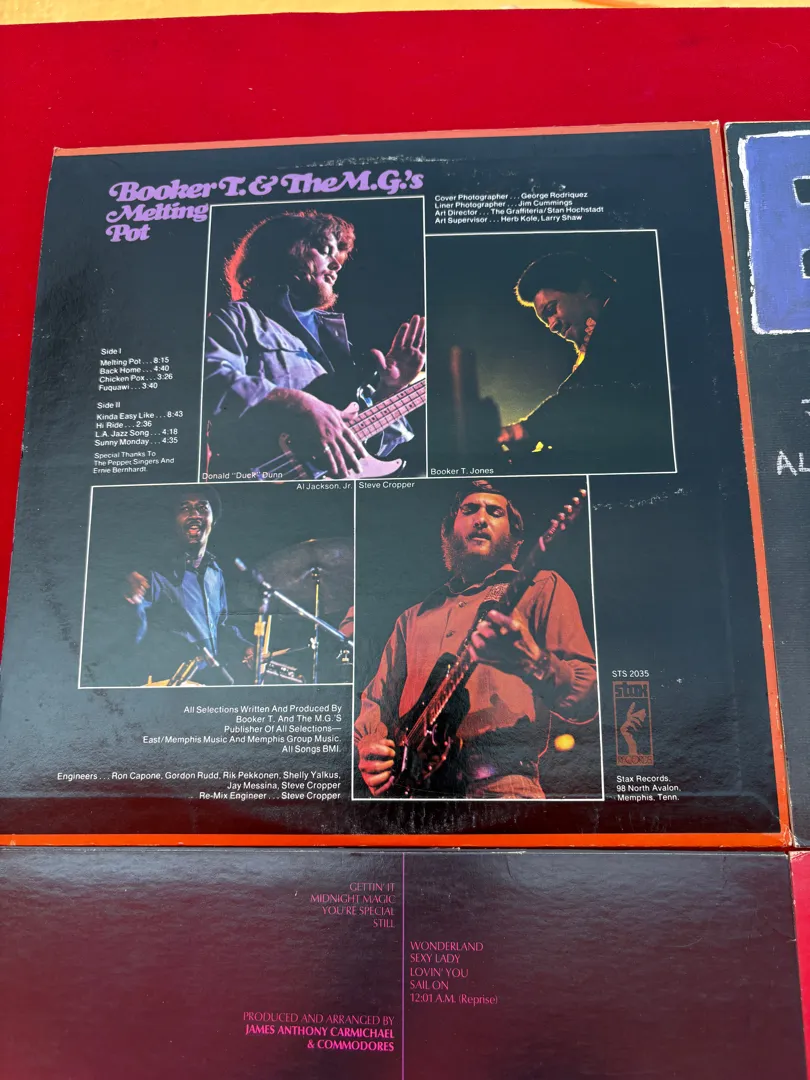 Booker T. & The M.G.'s
Melting
Pot
Cover Photographer . . . George Rodriquez
Liner Photographer . . . Jim Cummings
Art Director . . . The Graffiteria/Stan Hochstadt
Art Supervisor . . . Herb Kole, Larry Shaw
Side I
Melting Pot . . . 8:15
Back Home . . . 4:40
Chicken Pox . . . 3:26
Fuquawi . . . 3:40
Side II
Kinda Easy Like . . . 8:43
Hi Ride . . . 2:36
L.A. Jazz Song . . . 4:18
Sunny Monday . . . 4:35
Special Thanks To
The Pepper Singers And
Ernie Bernhardt.
Donald "Duck" Dunn
Booker T. Jones
Al Jackson, Jr.
Steve Cropper
All Selections Written And Produced By
Booker T. And The M.G.'S
Publisher Of All Selections—
East/Memphis Music And Memphis Group Music.
All Songs BMI.
Engineers . . . Ron Capone, Gordon Rudd, Rik Pekkonen, Shelly Yalkus,
Jay Messina, Steve Cropper
Re-Mix Engineer . . . Steve Cropper
STS 2035
stax
RECORDS
Stax Records,
98 North Avalon,
Memphis, Tenn.
AL
GETTIN' IT
MIDNIGHT MAGIC
YOU'RE SPECIAL
STILL
WONDERLAND
SEXY LADY
LOVIN' YOU
SAIL ON
12:01 A.M. (Reprise)
PRODUCED AND ARRANGED BY
JAMES ANTHONY CARMICHAEL
& COMMODORES